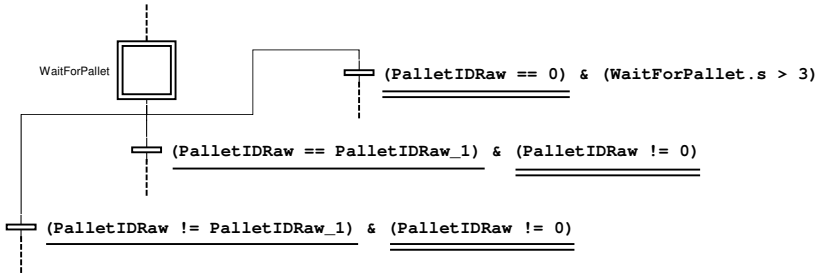 WaitForPallet
(PalletIDRaw == 0) & (WaitForPallet.s > 3)
(PalletIDRaw == PalletIDRaw_1) & (PalletIDRaw != 0)
(PalletIDRaw != PalletIDRaw_1) & (PalletIDRaw != 0)